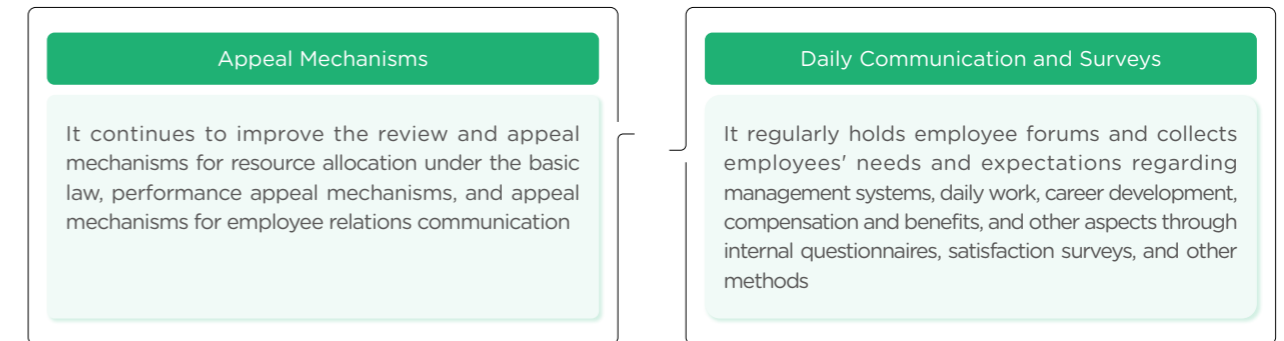 Appeal Mechanisms
It continues to improve the review and appeal
mechanisms for resource allocation under the basic
law, performance appeal mechanisms, and appeal
mechanisms for employee relations communication
Daily Communication and Surveys
It regularly holds employee forums and collects
employees' needs and expectations regarding
management systems, daily work, career development,
compensation and benefits, and other aspects through
internal questionnaires, satisfaction surveys, and other
methods